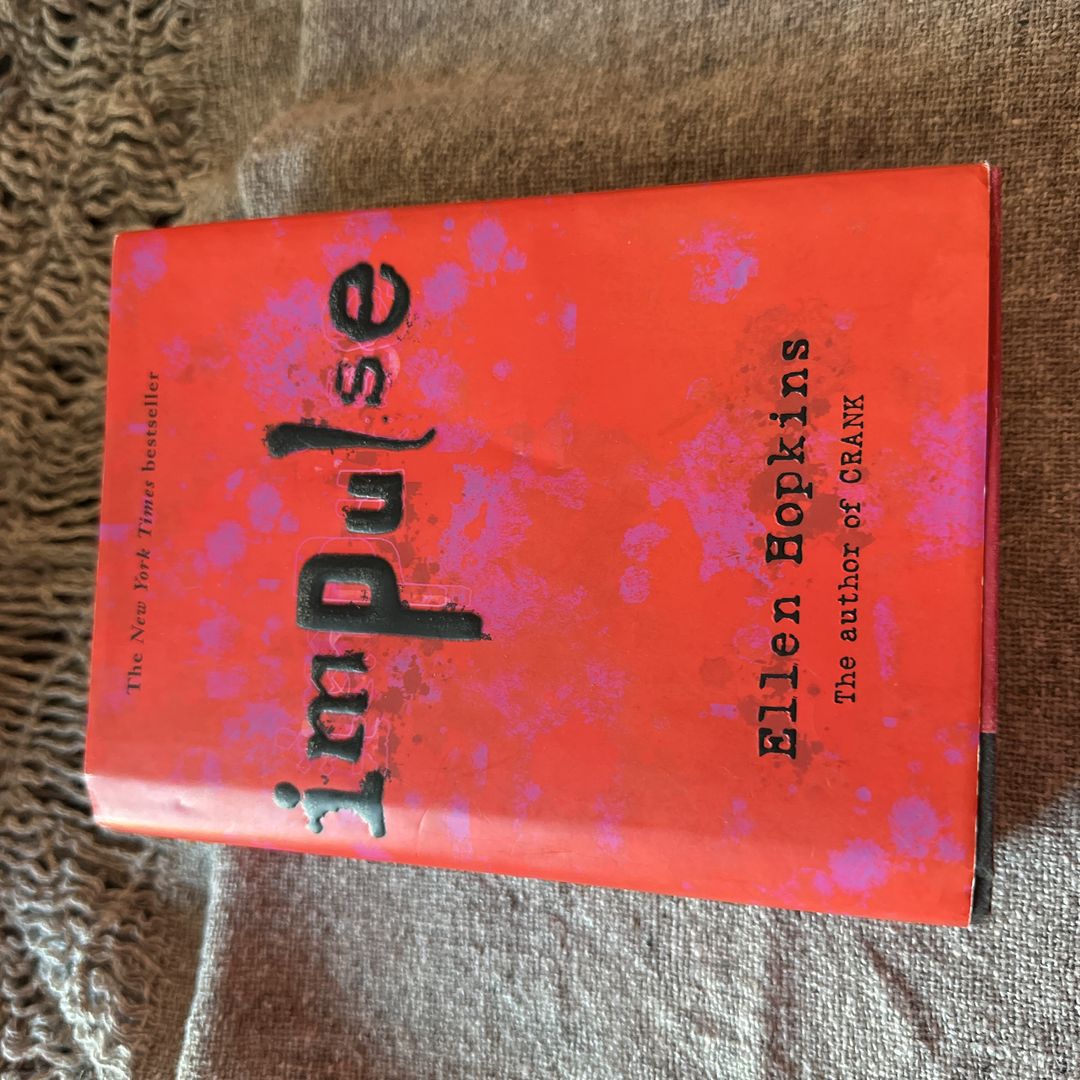 The New York Times bestseller
impulse
Ellen Hopkins
The author of CRANK